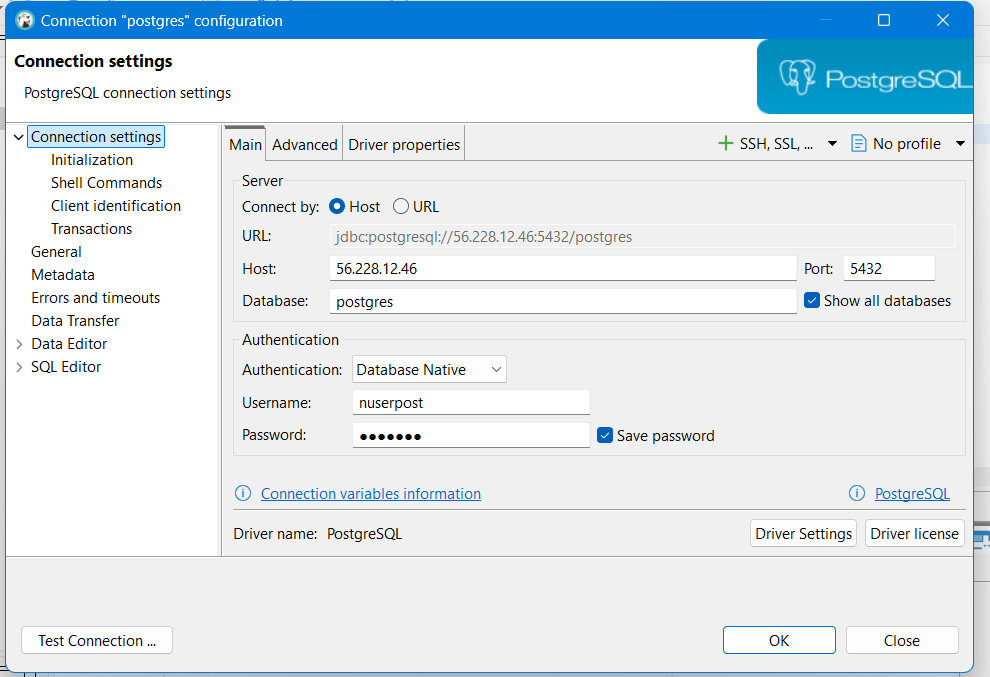 Connection "postgres" configuration
Connection settings
PostgreSQL connection settings
PostgreSQL
Connection settings
Initialization
Shell Commands
Client identification
Transactions
General
Metadata
Errors and timeouts
Data Transfer
Data Editor
SQL Editor
Main Advanced Driver properties SSH, SSL, ... No profile
Server
Connect by: Host URL
URL: jdbc:postgresql://56.228.12.46:5432/postgres
Host: 56.228.12.46 Port: 5432
Database: postgres Show all databases
Authentication
Authentication: Database Native
Username: nuserpost
Password: ●●●●●●● Save password
Connection variables information PostgreSQL
Driver name: PostgreSQL Driver Settings Driver license
Test Connection ... OK Close